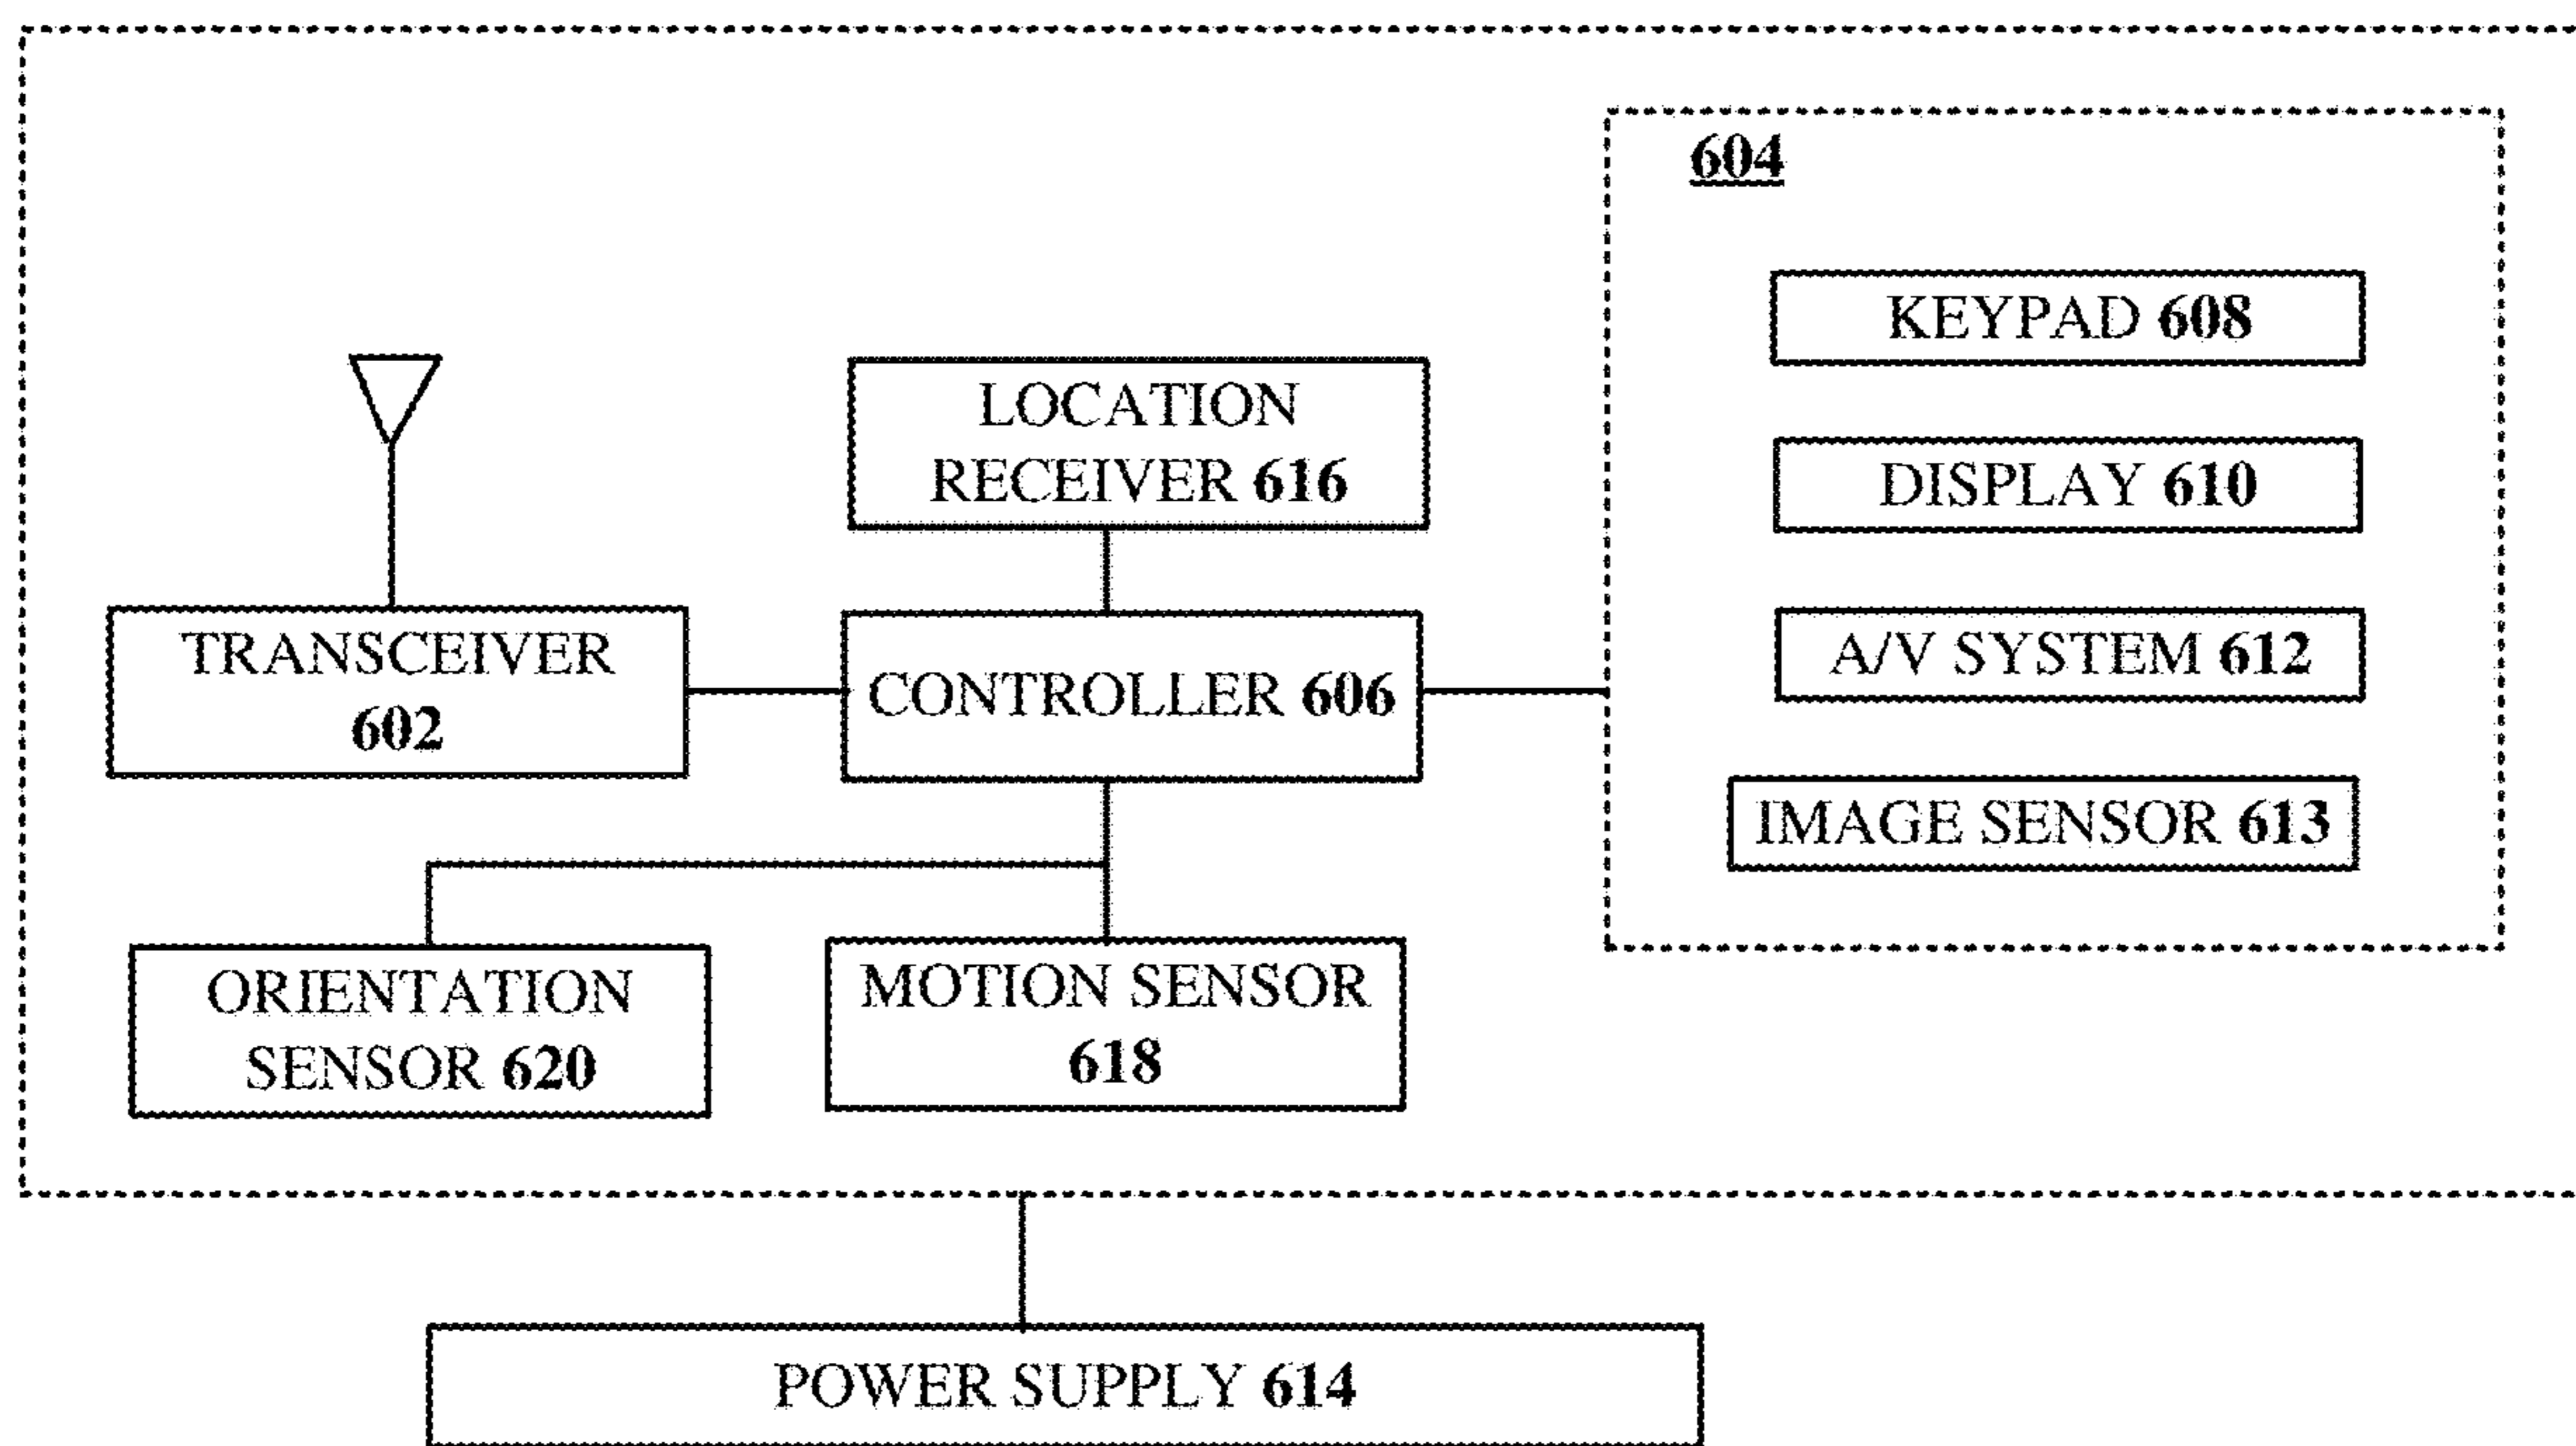 604
KEYPAD 608
LOCATION
RECEIVER 616
DISPLAY 610
TRANSCEIVER
602
CONTROLLER 606
A/V SYSTEM 612
IMAGE SENSOR 613
ORIENTATION
SENSOR 620
MOTION SENSOR
618
POWER SUPPLY 614